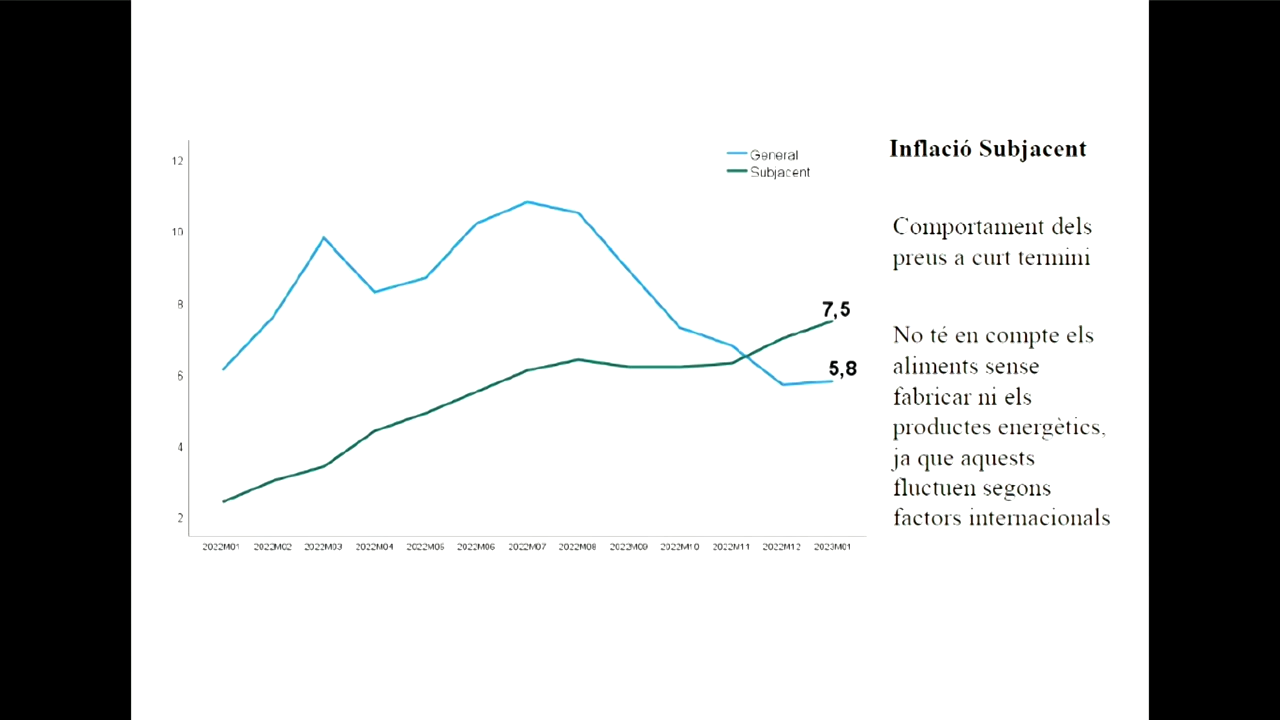 12
10
8
6
4
2
General
Subjacent
7,5
5,8
2022M01 2022M02 2022M03 2022M04 2022M05 2022M06 2022M07 2022M08 2022M09 2022M10 2022M11 2022M12 2023M01
Inflació Subjacent
Comportament dels
preus a curt termini
No té en compte els
aliments sense
fabricar ni els
productes energètics,
ja que aquests
fluctuen segons
factors internacionals